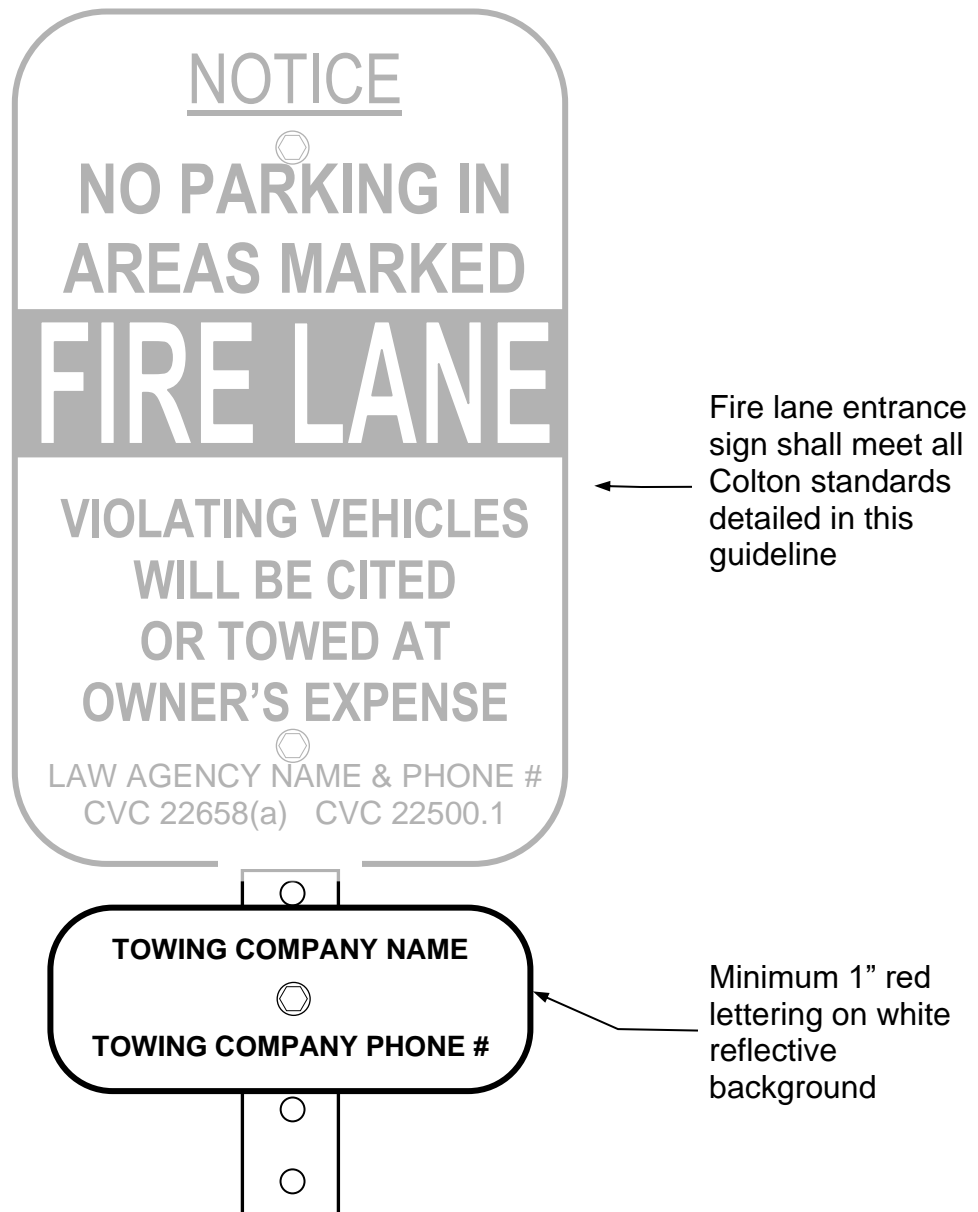 NOTICE
NO PARKING IN
AREAS MARKED
FIRE LANE
VIOLATING VEHICLES
WILL BE CITED
OR TOWED AT
OWNER’S EXPENSE
LAW AGENCY NAME & PHONE #
CVC 22658(a) CVC 22500.1
TOWING COMPANY NAME
TOWING COMPANY PHONE #
Fire lane entrance
sign shall meet all
Colton standards
detailed in this
guideline
Minimum 1” red
lettering on white
reflective
background